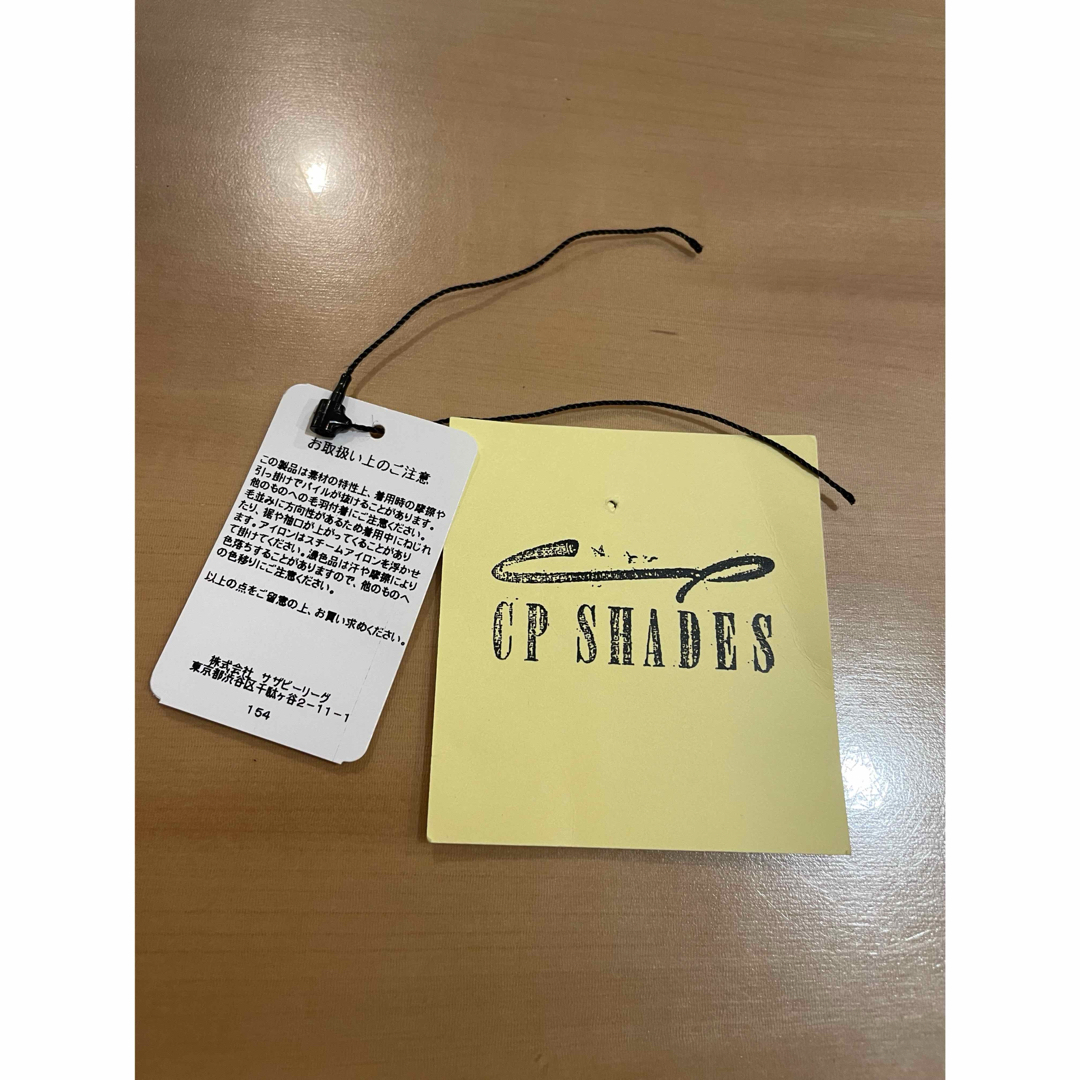 お取扱い上のご注意
この製品は素材の特性上、着用時の摩擦や
引っ掛けでパイルが抜けることがあります。
他のものへの毛羽付着にご注意ください。
毛並みに方向性があるため着用中にねじれ
たり、裾や袖口が上がってくることがあり
ます。アイロンはスチームアイロンを浮かせ
て掛けてください。濃色品は汗や摩擦により
色落ちすることがありますので、他のものへ
の色移りにご注意ください。
以上の点をご留意の上、お買い求めください。
株式会社 サザビーリーグ
東京都渋谷区千駄ヶ谷2-11-1
154
CP SHADES